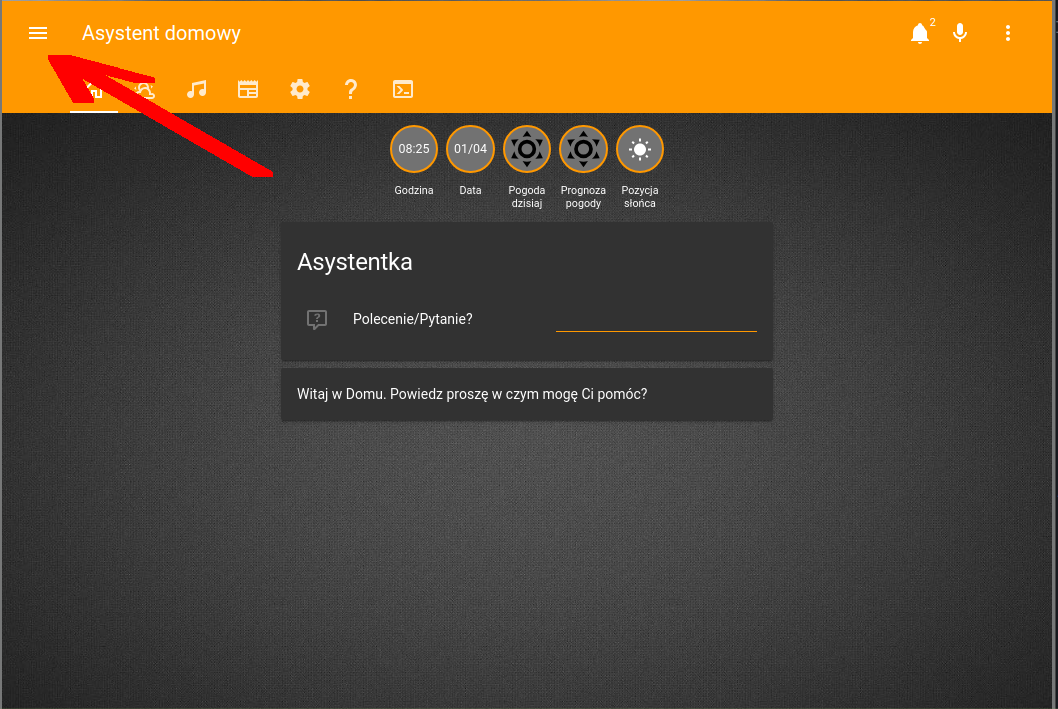 Asystent domowy
2
08:25
01/04
Godzina
Data
Pogoda
dzisiaj
Prognoza
pogody
Pozycja
słońca
Asystentka
Polecenie/Pytanie?
Witaj w Domu. Powiedz proszę w czym mogę Ci pomóc?